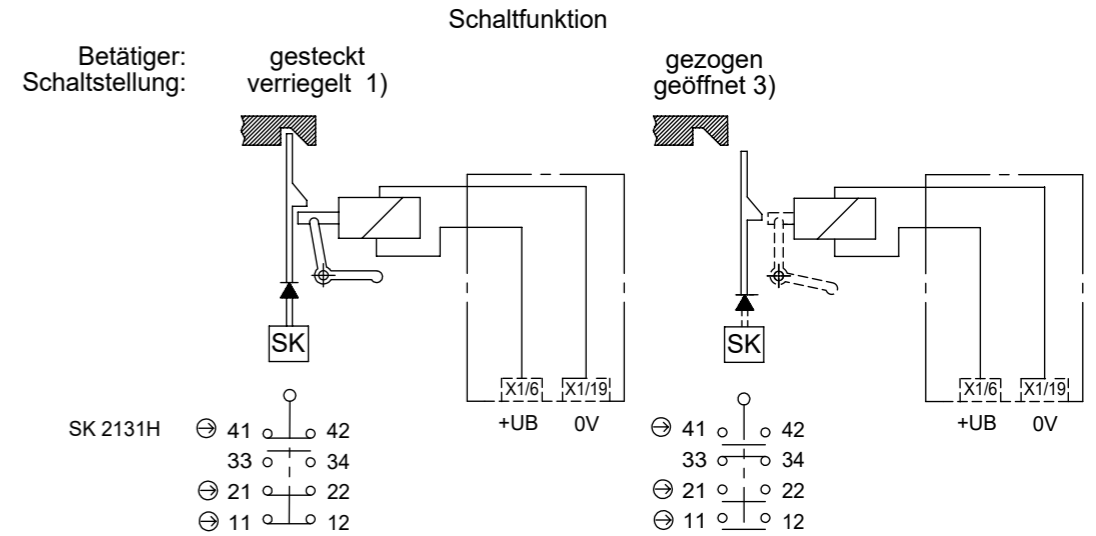 Schaltfunktion
Betätiger: gesteckt gezogen
Schaltstellung: verriegelt 1) geöffnet 3)
SK SK
X1/6 X1/19 X1/6 X1/19
+UB 0V +UB 0V
SK 2131H 41 42 41 42
33 34 33 34
21 22 21 22
11 12 11 12